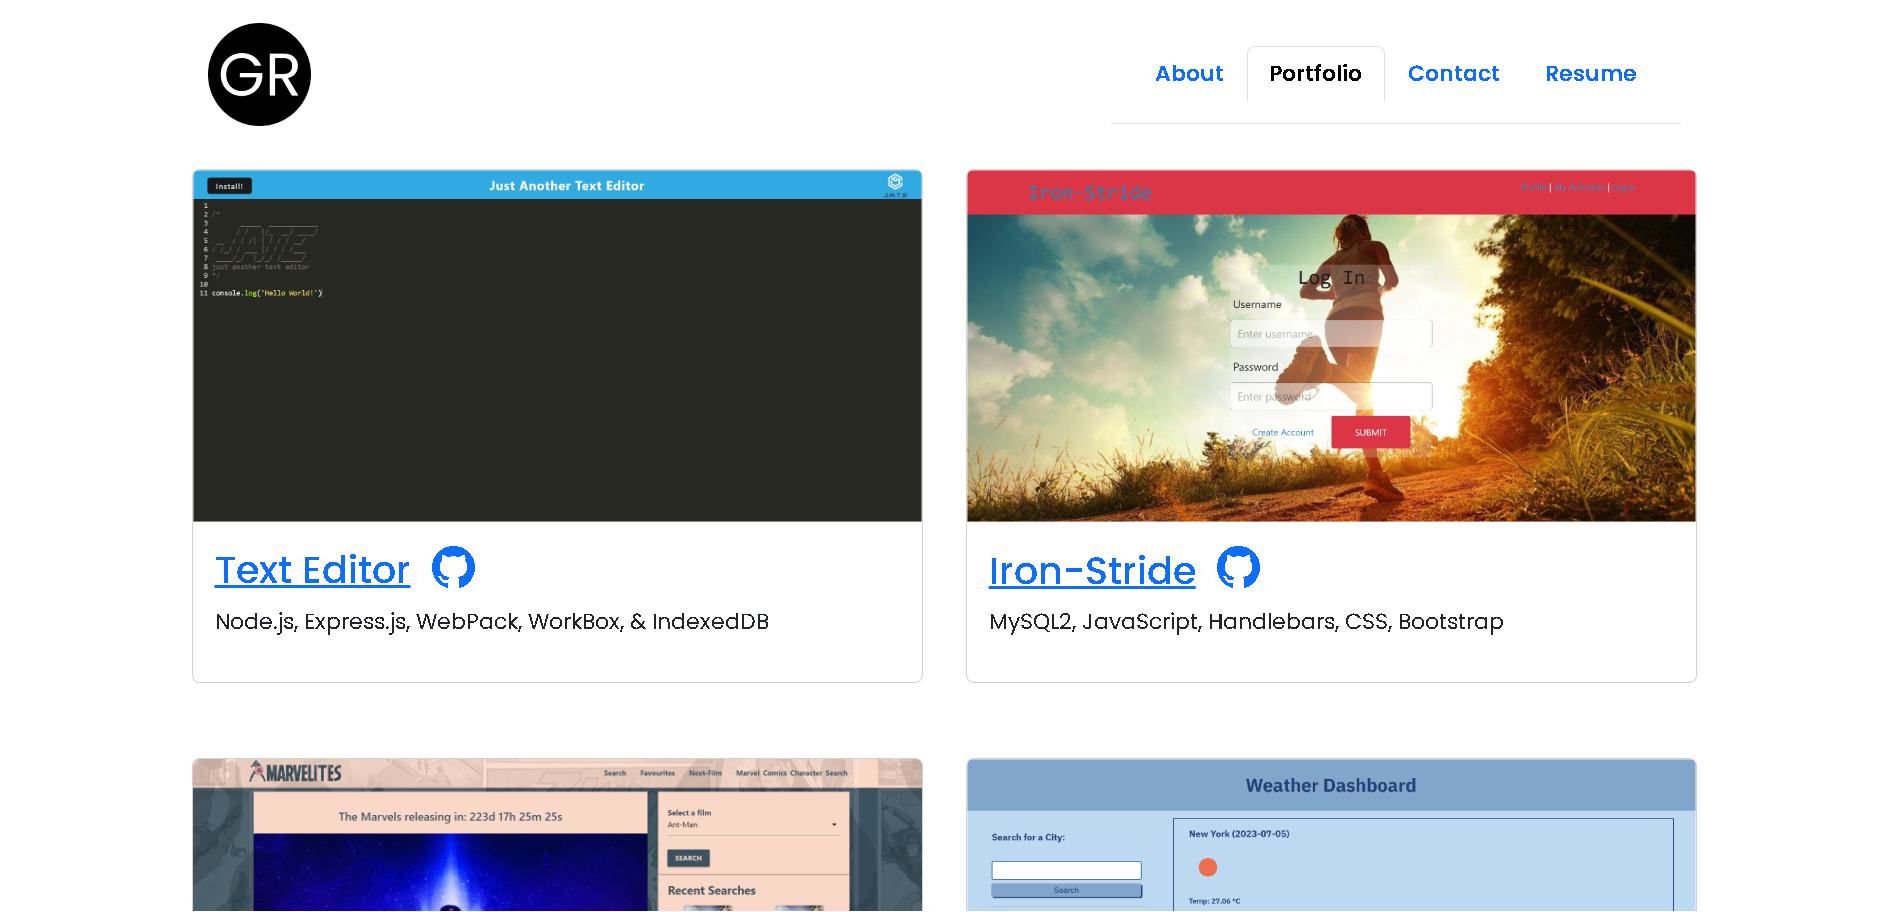 GR
About Portfolio Contact Resume
Install!
Just Another Text Editor
J.A.T.E
1
2 /*
3
4
5
6
7
8 just another text editor
9 */
10
11 console.log('Hello World!')
Iron-Stride
Profile | My Activities | Login
Log In
Username
Enter username
Password
Enter password
Create Account SUBMIT
Text Editor
Node.js, Express.js, WebPack, WorkBox, & IndexedDB
Iron-Stride
MySQL2, JavaScript, Handlebars, CSS, Bootstrap
MARVELITES
Search Favourites Next-Film Marvel Comics Character Search
The Marvels releasing in: 223d 17h 25m 25s
Select a film
Ant-Man
SEARCH
Recent Searches
Weather Dashboard
Search for a City:
Search
New York (2023-07-05)
Temp: 27.06 °C